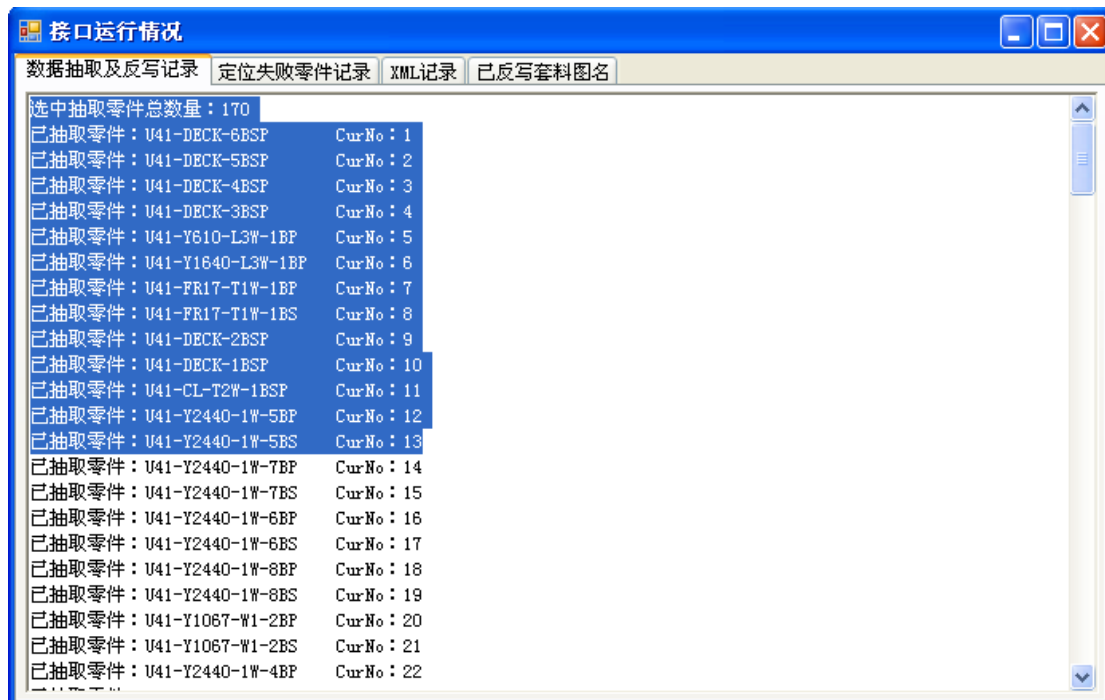 接口运行情况
数据抽取及反写记录 定位失败零件记录 XML记录 已反写套料图名
选中抽取零件总数量：170
已抽取零件：U41-DECK-6BSP CurNo：1
已抽取零件：U41-DECK-5BSP CurNo：2
已抽取零件：U41-DECK-4BSP CurNo：3
已抽取零件：U41-DECK-3BSP CurNo：4
已抽取零件：U41-Y610-L3W-1BP CurNo：5
已抽取零件：U41-Y1640-L3W-1BP CurNo：6
已抽取零件：U41-FR17-T1W-1BP CurNo：7
已抽取零件：U41-FR17-T1W-1BS CurNo：8
已抽取零件：U41-DECK-2BSP CurNo：9
已抽取零件：U41-DECK-1BSP CurNo：10
已抽取零件：U41-CL-T2W-1BSP CurNo：11
已抽取零件：U41-Y2440-1W-5BP CurNo：12
已抽取零件：U41-Y2440-1W-5BS CurNo：13
已抽取零件：U41-Y2440-1W-7BP CurNo：14
已抽取零件：U41-Y2440-1W-7BS CurNo：15
已抽取零件：U41-Y2440-1W-6BP CurNo：16
已抽取零件：U41-Y2440-1W-6BS CurNo：17
已抽取零件：U41-Y2440-1W-8BP CurNo：18
已抽取零件：U41-Y2440-1W-8BS CurNo：19
已抽取零件：U41-Y1067-W1-2BP CurNo：20
已抽取零件：U41-Y1067-W1-2BS CurNo：21
已抽取零件：U41-Y2440-1W-4BP CurNo：22